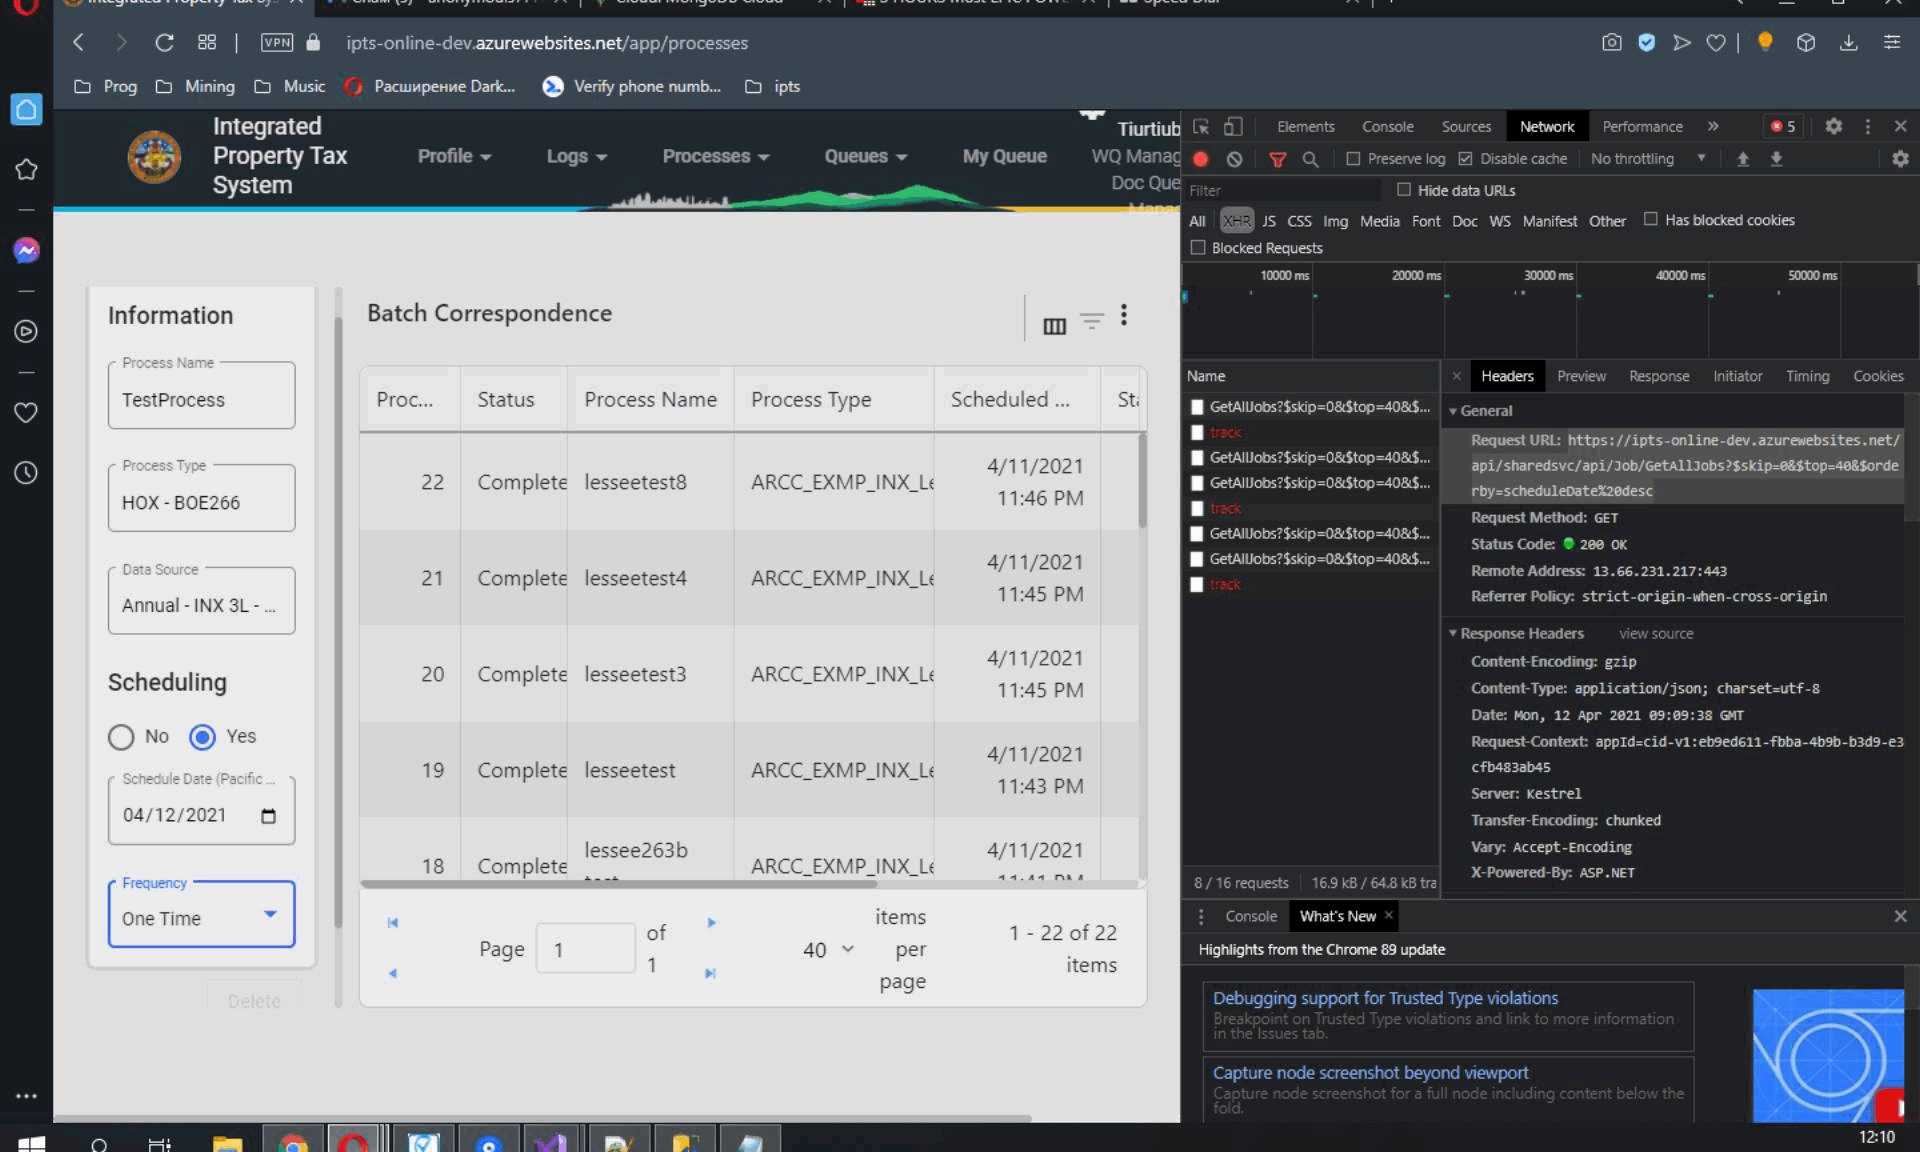 Integrated Property Tax Sy
Cloud: MongoDB Cloud
Speed Dial
VPN
ipts-online-dev.azurewebsites.net/app/processes
Prog
Mining
Music
Расширение Dark...
Verify phone numb...
ipts
Integrated
Property Tax
System
Profile
Logs
Processes
Queues
My Queue
Tiurtiub
WQ Manag
Doc Que
Information
Process Name
TestProcess
Process Type
HOX - BOE266
Data Source
Annual - INX 3L - ...
Scheduling
No
Yes
Schedule Date (Pacific ...
04/12/2021
Frequency
One Time
Delete
Batch Correspondence
Proc...
Status
Process Name
Process Type
Scheduled ...
Sta
22
Complete
lesseetest8
ARCC_EXMP_INX_Le
4/11/2021
11:46 PM
21
Complete
lesseetest4
ARCC_EXMP_INX_Le
4/11/2021
11:45 PM
20
Complete
lesseetest3
ARCC_EXMP_INX_Le
4/11/2021
11:45 PM
19
Complete
lesseetest
ARCC_EXMP_INX_Le
4/11/2021
11:43 PM
18
Complete
lessee263b
ARCC_EXMP_INX_Le
4/11/2021
Page
1
of
1
40
items
per
page
1 - 22 of 22
items
Elements
Console
Sources
Network
Performance
5
Preserve log
Disable cache
No throttling
Filter
Hide data URLs
All
XHR
JS
CSS
Img
Media
Font
Doc
WS
Manifest
Other
Has blocked cookies
Blocked Requests
10000 ms
20000 ms
30000 ms
40000 ms
50000 ms
Name
GetAllJobs?$skip=0&$top=40&$...
track
GetAllJobs?$skip=0&$top=40&$...
GetAllJobs?$skip=0&$top=40&$...
track
GetAllJobs?$skip=0&$top=40&$...
GetAllJobs?$skip=0&$top=40&$...
track
8 / 16 requests
16.9 kB / 64.8 kB tra
Headers
Preview
Response
Initiator
Timing
Cookies
General
Request URL: https://ipts-online-dev.azurewebsites.net/
api/sharedsvc/api/Job/GetAllJobs?$skip=0&$top=40&$orde
rby=scheduleDate%20desc
Request Method: GET
Status Code: 200 OK
Remote Address: 13.66.231.217:443
Referrer Policy: strict-origin-when-cross-origin
Response Headers
view source
Content-Encoding: gzip
Content-Type: application/json; charset=utf-8
Date: Mon, 12 Apr 2021 09:09:38 GMT
Request-Context: appId=cid-v1:eb9ed611-fbba-4b9b-b3d9-e3
cfb483ab45
Server: Kestrel
Transfer-Encoding: chunked
Vary: Accept-Encoding
X-Powered-By: ASP.NET
Console
What's New
Highlights from the Chrome 89 update
Debugging support for Trusted Type violations
Breakpoint on Trusted Type violations and link to more information
in the Issues tab.
Capture node screenshot beyond viewport
Capture node screenshot for a full node including content below the
fold.
12:10